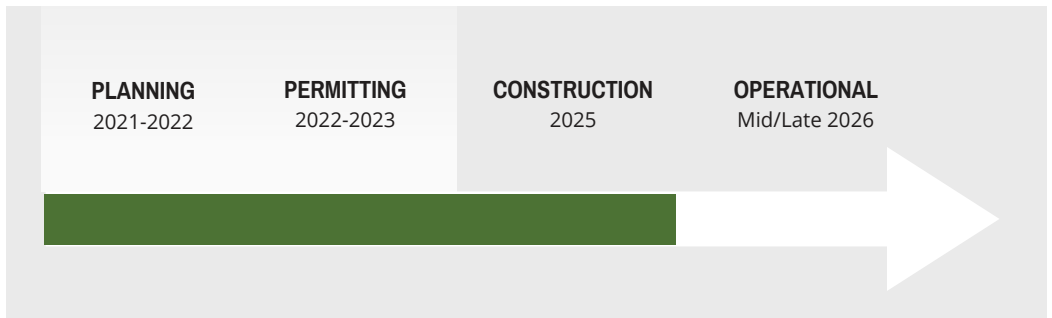 PLANNING
2021-2022
PERMITTING
2022-2023
CONSTRUCTION
2025
OPERATIONAL
Mid/Late 2026